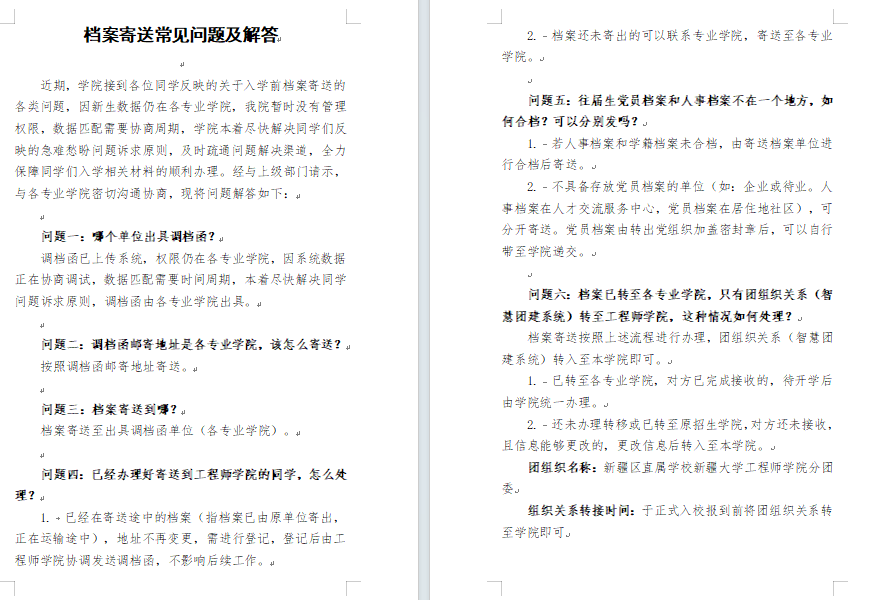 档案寄送常见问题及解答
近期，学院接到各位同学反映的关于入学前档案寄送的
各类问题，因新生数据仍在各专业学院，我院暂时没有管理
权限，数据匹配需要协商周期，学院本着尽快解决同学们反
映的急难愁盼问题诉求原则，及时疏通问题解决渠道，全力
保障同学们入学相关材料的顺利办理。经与上级部门请示，
与各专业学院密切沟通协商，现将问题解答如下：
问题一：哪个单位出具调档函？
调档函已上传系统，权限仍在各专业学院，因系统数据
正在协商调试，数据匹配需要时间周期，本着尽快解决同学
问题诉求原则，调档函由各专业学院出具。
问题二：调档函邮寄地址是各专业学院，该怎么寄送？
按照调档函邮寄地址寄送。
问题三：档案寄送到哪？
档案寄送至出具调档函单位（各专业学院）。
问题四：已经办理好寄送到工程师学院的同学，怎么处
理？
1. 已经在寄送途中的档案（指档案已由原单位寄出，
正在运输途中），地址不再变更，需进行登记，登记后由工
程师学院协调发送调档函，不影响后续工作。
2. 档案还未寄出的可以联系专业学院，寄送至各专业
学院。
问题五：往届生党员档案和人事档案不在一个地方，如
何合档？可以分别发吗？
1. 若人事档案和学籍档案未合档，由寄送档案单位进
行合档后寄送。
2. 不具备存放党员档案的单位（如：企业或待业。人
事档案在人才交流服务中心，党员档案在居住地社区），可
分开寄送。党员档案由转出党组织加盖密封章后，可以自行
带至学院递交。
问题六：档案已转至各专业学院，只有团组织关系（智
慧团建系统）转至工程师学院，这种情况如何处理？
档案寄送按照上述流程进行办理，团组织关系（智慧团
建系统）转入至本学院即可。
1. 已转至各专业学院，对方已完成接收的，待开学后
由学院统一办理。
2. 还未办理转移或已转至原招生学院，对方还未接收，
且信息能够更改的，更改信息后转入至本学院。
团组织名称：新疆区直属学校新疆大学工程师学院分团
委
组织关系转接时间：于正式入校报到前将团组织关系转
至学院即可